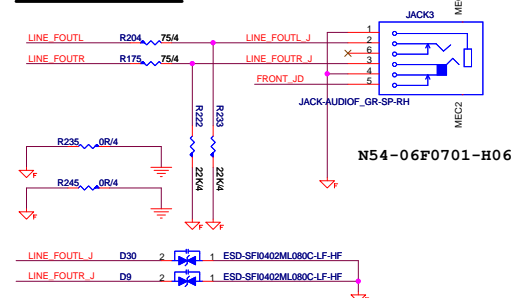 JACK3
MEC
LINE_FOUTL R204 75/4 LINE_FOUTL_J 1
2
6
LINE_FOUTR R175 75/4 LINE_FOUTR_J 3
4
FRONT_JD 5
JACK-AUDIOF_GR-SP-RH
MEC2
R222
R233
22K/4
22K/4
N54-06F0701-H06
R235 0R/4
F
R245 0R/4
F
F
F
F
LINE_FOUTL_J D30 2 1 ESD-SFI0402ML080C-LF-HF
LINE_FOUTR_J D9 2 1 ESD-SFI0402ML080C-LF-HF
F